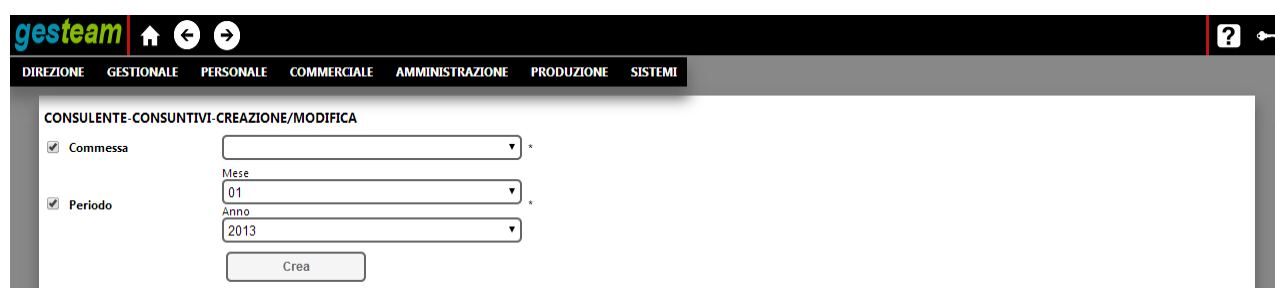 gesteam ?
DIREZIONE GESTIONALE PERSONALE COMMERCIALE AMMINISTRAZIONE PRODUZIONE SISTEMI
CONSULENTE-CONSUNTIVI-CREAZIONE/MODIFICA
Commessa *
Mese
01
Periodo *
Anno
2013
Crea